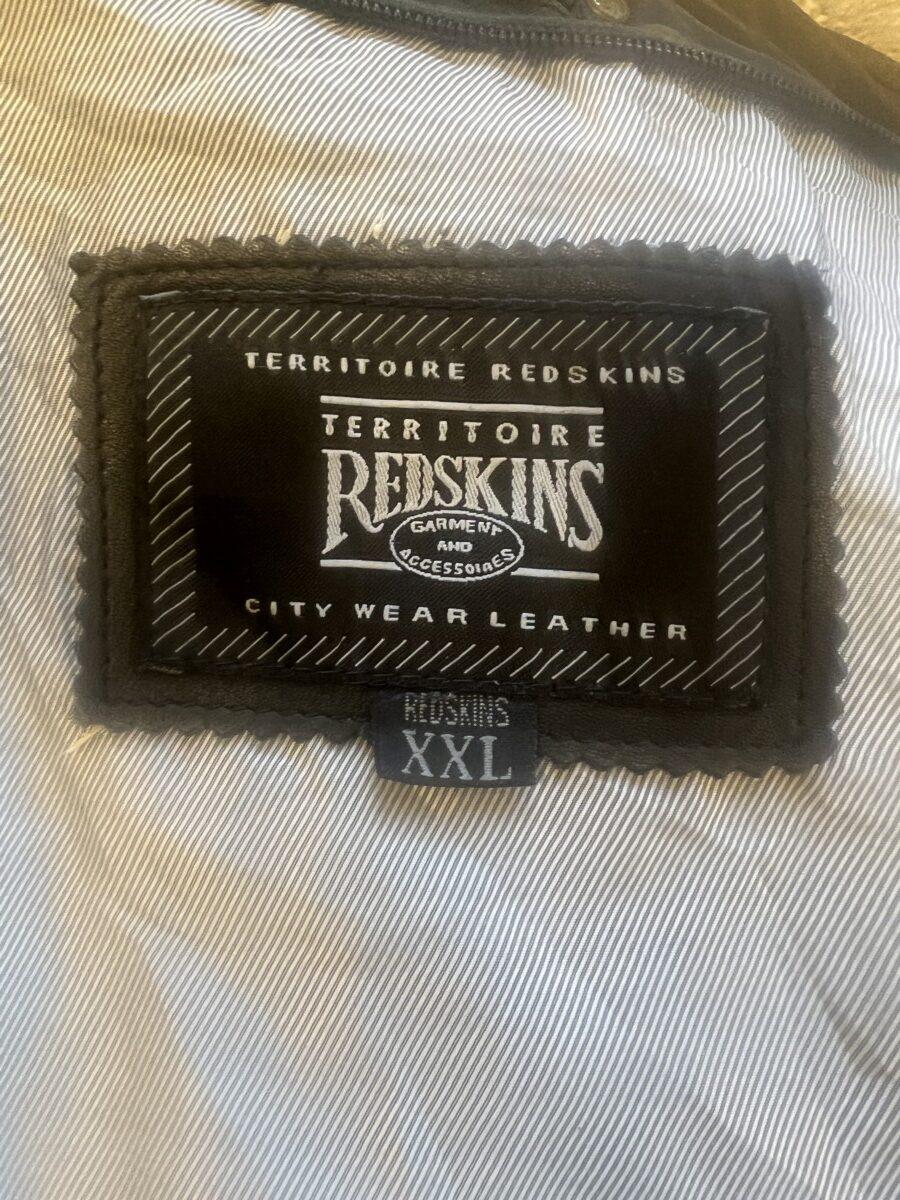 TERRITOIRE REDSKINS
TERRITOIRE
REDSKINS
GARMENT
AND
ACCESSOIRES
CITY WEAR LEATHER
REDSKINS
XXL